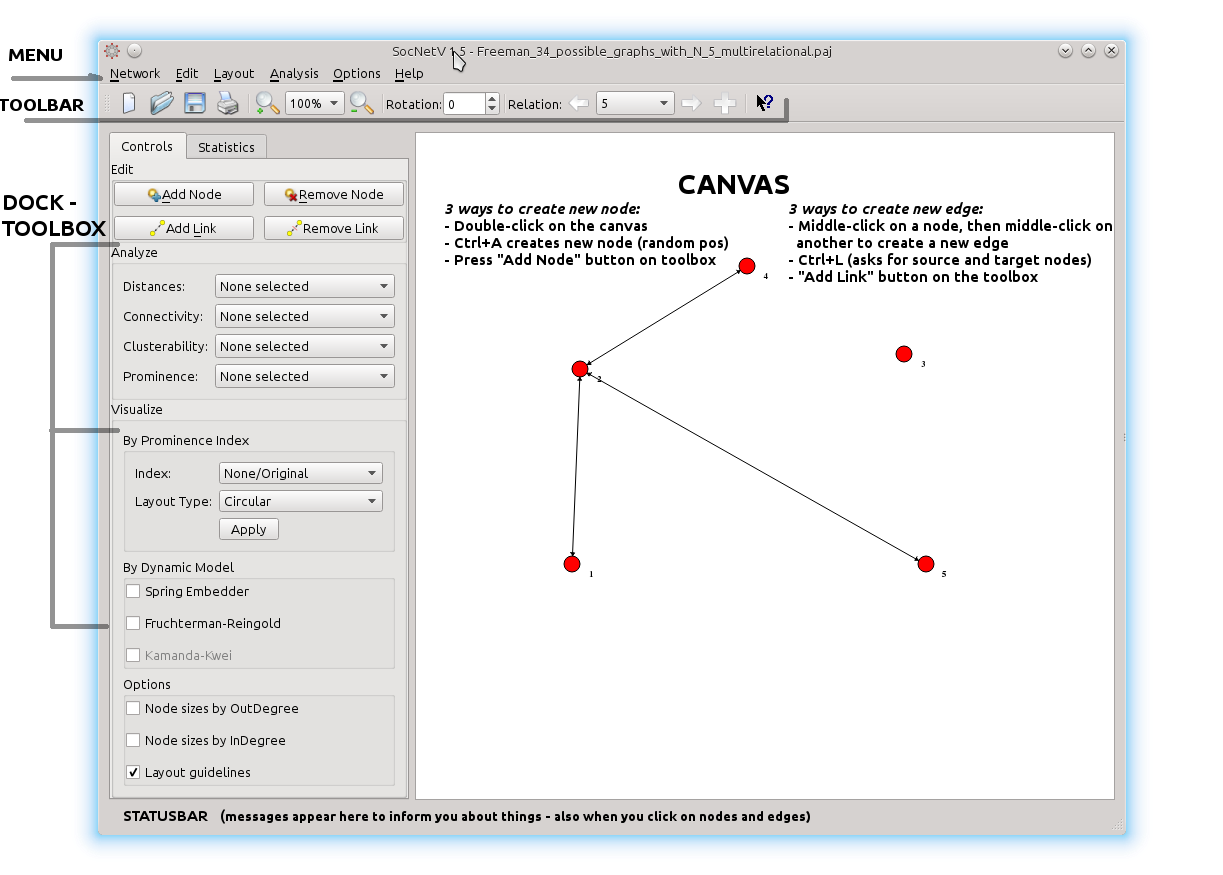 SocNetV 1.5 - Freeman_34_possible_graphs_with_N_5_multirelational.paj
MENU
Network Edit Layout Analysis Options Help
TOOLBAR
100% Rotation: 0 Relation: 5
Controls Statistics
Edit
Add Node Remove Node
Add Link Remove Link
DOCK -
TOOLBOX
Analyze
Distances: None selected
Connectivity: None selected
Clusterability: None selected
Prominence: None selected
Visualize
By Prominence Index
Index: None/Original
Layout Type: Circular
Apply
By Dynamic Model
Spring Embedder
Fruchterman-Reingold
Kamanda-Kwei
Options
Node sizes by OutDegree
Node sizes by InDegree
Layout guidelines
CANVAS
3 ways to create new node:
- Double-click on the canvas
- Ctrl+A creates new node (random pos)
- Press "Add Node" button on toolbox
3 ways to create new edge:
- Middle-click on a node, then middle-click on
another to create a new edge
- Ctrl+L (asks for source and target nodes)
- "Add Link" button on the toolbox
4
3
2
1
5
STATUSBAR (messages appear here to inform you about things - also when you click on nodes and edges)